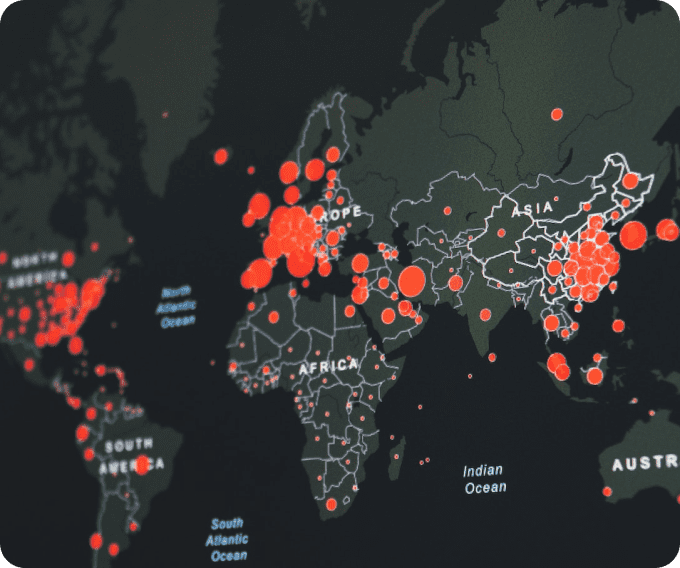 ROPE
ASIA
NORTH
AMERICA
North
Atlantic
Ocean
AFRICA
SOUTH
AMERICA
Indian
Ocean
AUSTR
South
Atlantic
Ocean